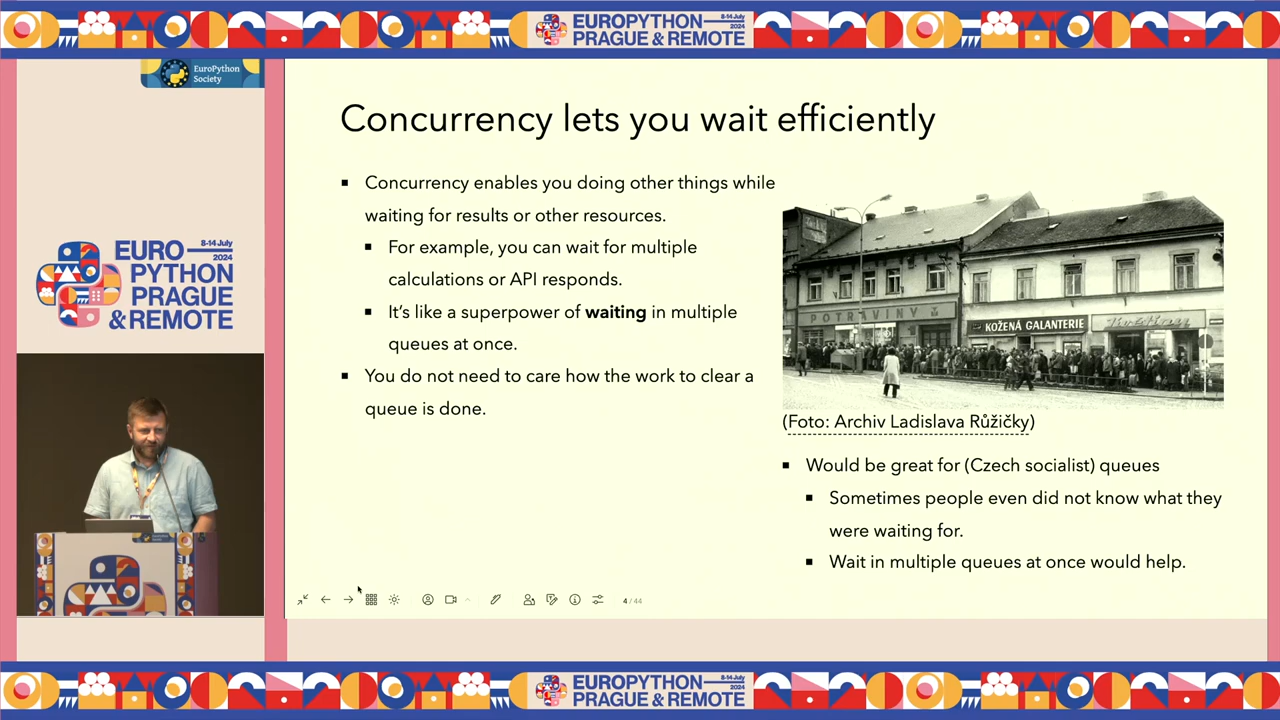 EUROPYTHON
PRAGUE & REMOTE
8-14 July
2024
EuroPython
Society
EURO
PYTHON
PRAGUE
& REMOTE
8-14 July
2024
Concurrency lets you wait efficiently
Concurrency enables you doing other things while
waiting for results or other resources.
For example, you can wait for multiple
calculations or API responds.
It's like a superpower of waiting in multiple
queues at once.
You do not need to care how the work to clear a
queue is done.
POTRAVINY
KOŽENÁ GALANTERIE
(Foto: Archiv Ladislava Růžičky)
Would be great for (Czech socialist) queues
Sometimes people even did not know what they
were waiting for.
Wait in multiple queues at once would help.
4 / 44
EUROPYTHON
PRAGUE & REMOTE
8-14 July
2024